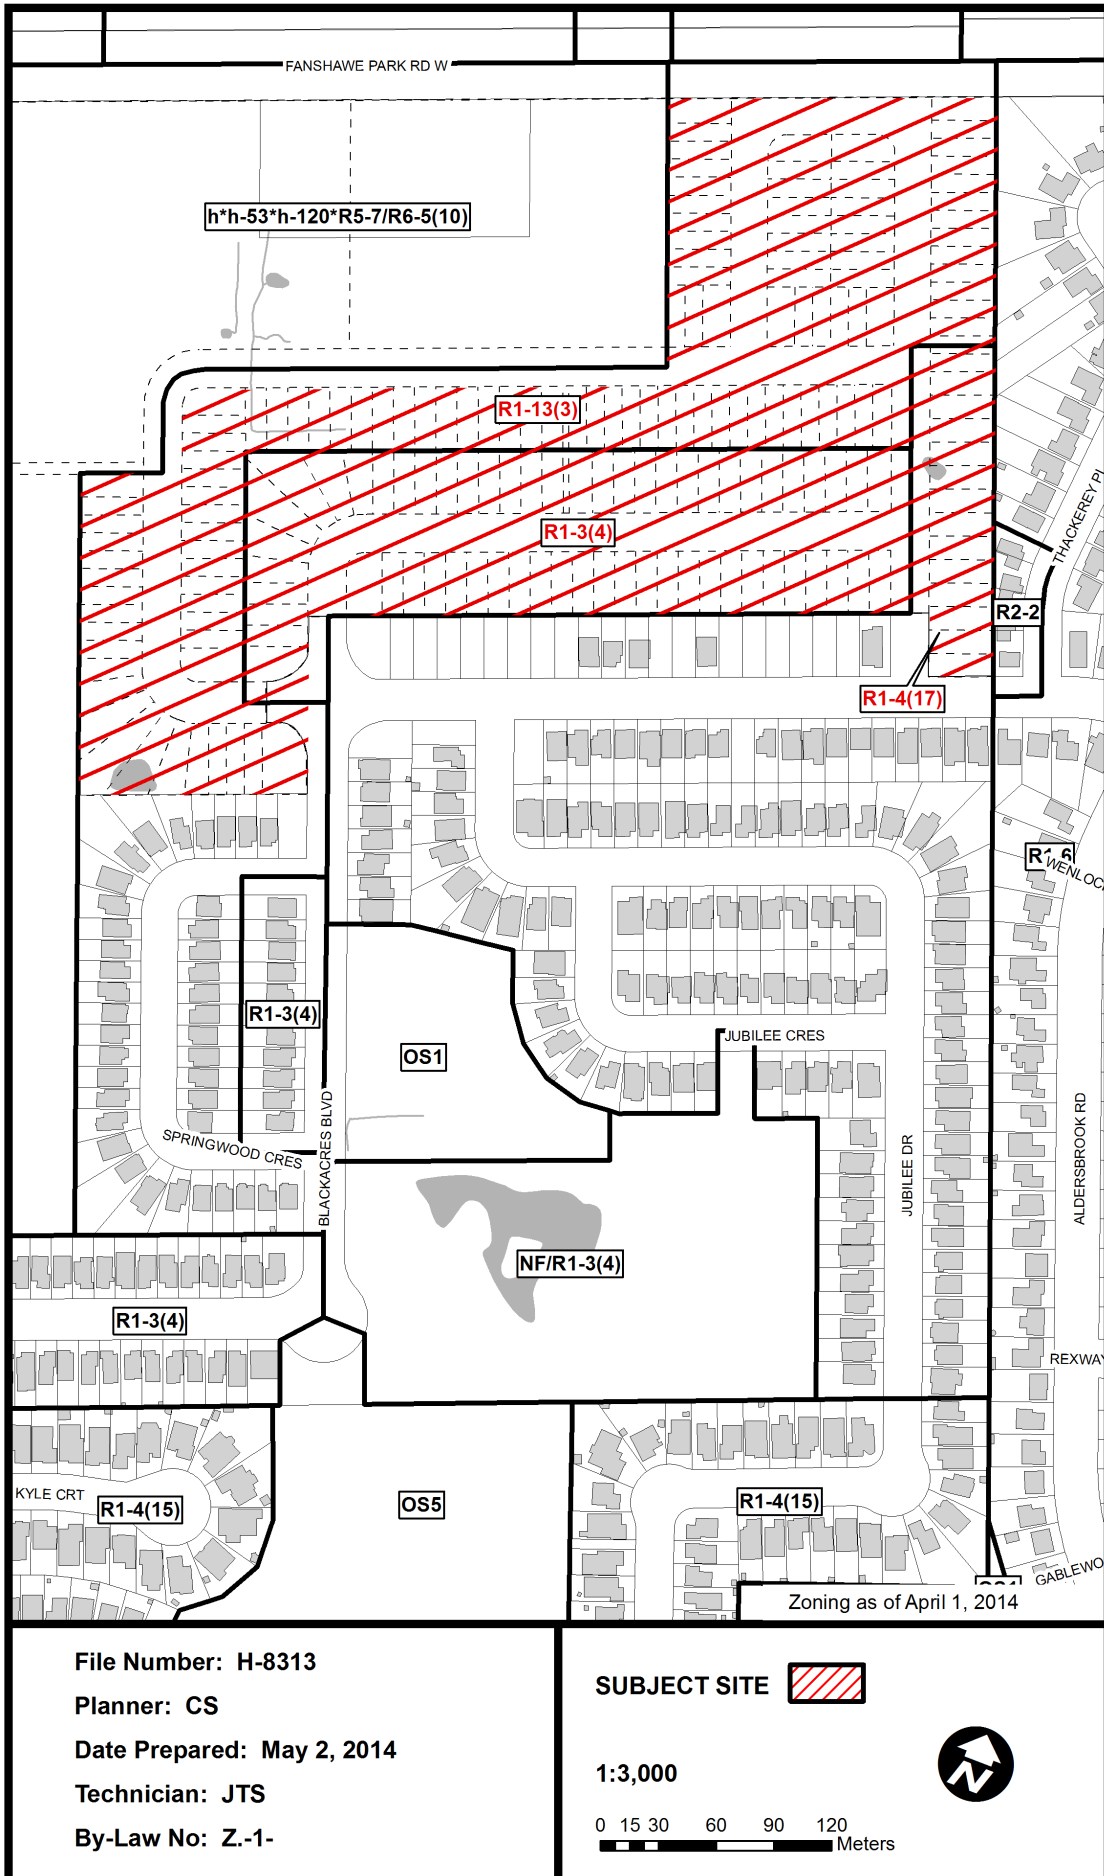 FANSHAWE PARK RD W
h*h-53*h-120*R5-7/R6-5(10)
R1-13(3)
R1-3(4)
THACKEREY PL
R2-2
R1-4(17)
R1-6
WENLOC
R1-3(4)
OS1
JUBILEE CRES
BLACKACRES BLVD
SPRINGWOOD CRES
JUBILEE DR
ALDERSBROOK RD
NF/R1-3(4)
R1-3(4)
REXWAY
KYLE CRT
R1-4(15)
OS5
R1-4(15)
GABLEWO
Zoning as of April 1, 2014
File Number: H-8313
Planner: CS
Date Prepared: May 2, 2014
Technician: JTS
By-Law No: Z.-1-
SUBJECT SITE
1:3,000
N
0 15 30 60 90 120
Meters